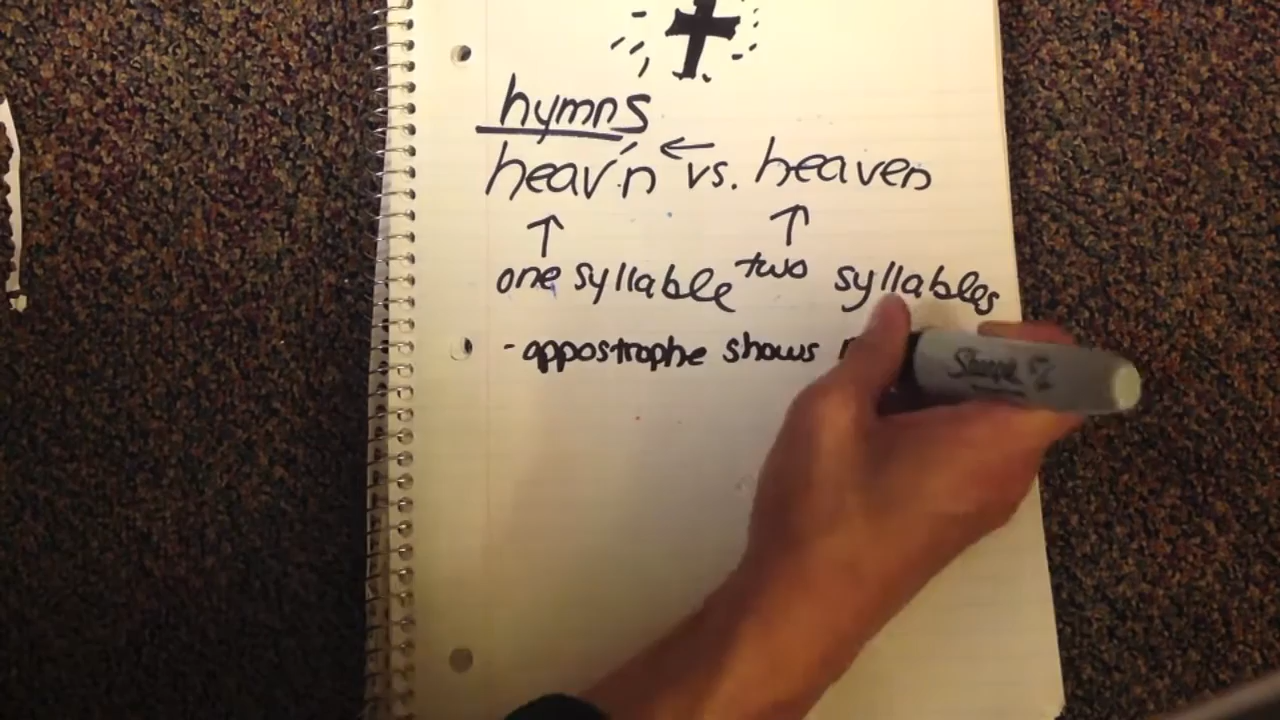 hymns
heav'n ← vs. heaven
↑ ↑
one syllable two syllables
- appostrophe shows
Sharpie